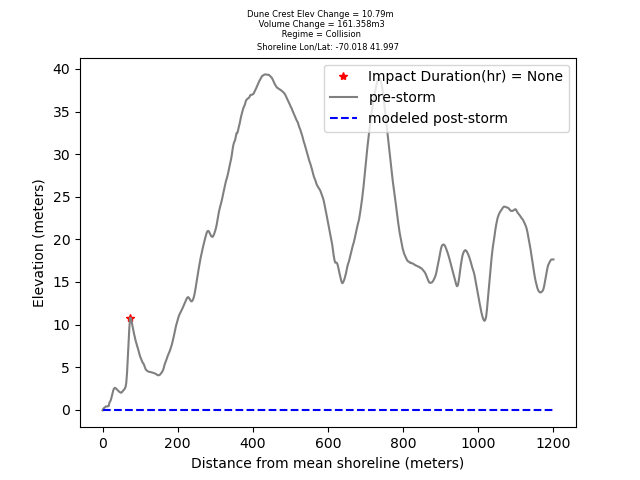 Dune Crest Elev Change = 10.79m
Volume Change = 161.358m3
Regime = Collision
Shoreline Lon/Lat: -70.018 41.997
Impact Duration(hr) = None
pre-storm
modeled post-storm
40
35
30
25
20
15
10
5
0
Elevation (meters)
0 200 400 600 800 1000 1200
Distance from mean shoreline (meters)